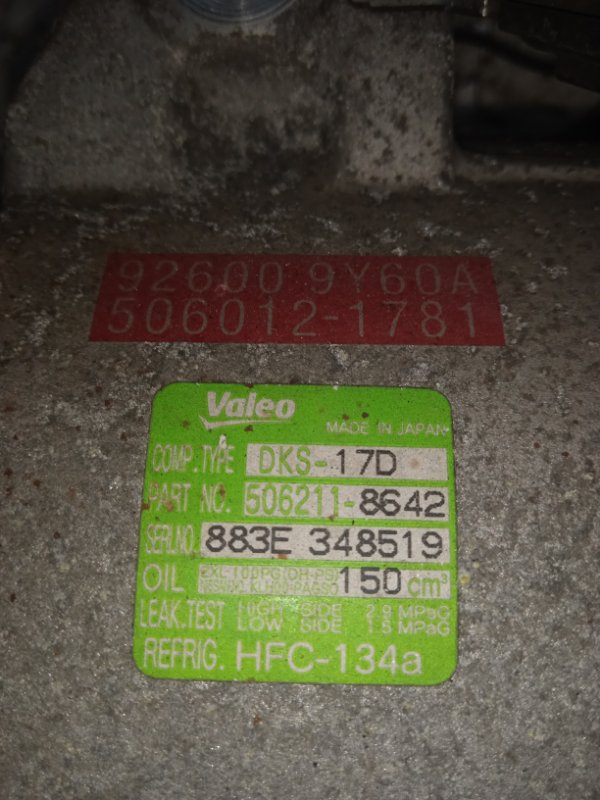 92600 9Y60A
506012-1781
Valeo
MADE IN JAPAN
COMP. TYPE DKS-17D
PART NO. 506211-8642
SERI.NO. 883E 348519
OIL 150 cm³
LEAK.TEST HIGH SIDE 2.9 MPaG
LOW SIDE 1.5 MPaG
REFRIG. HFC-134a